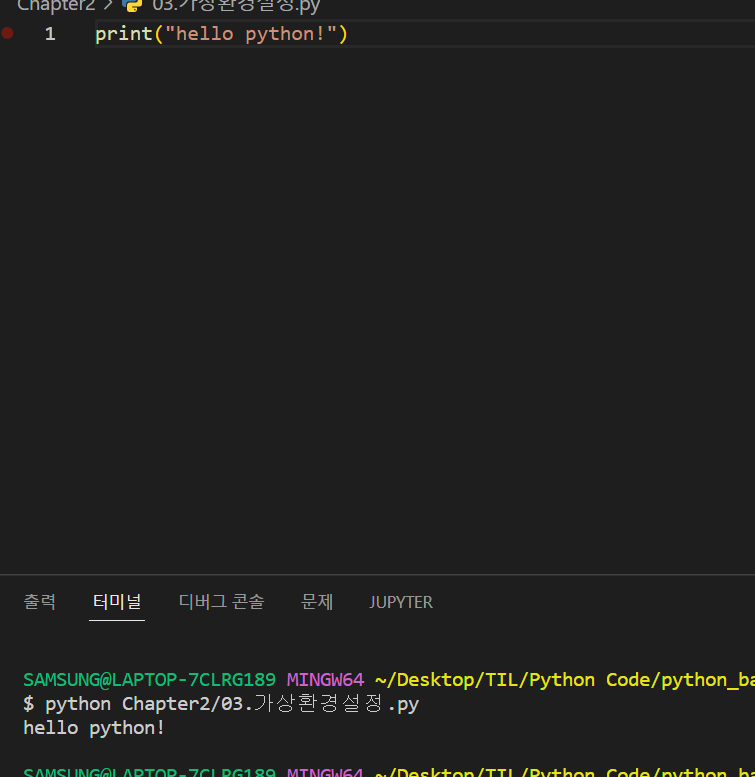 Chapter2 > 03.가상환경설정.py
1 print("hello python!")
출력 터미널 디버그 콘솔 문제 JUPYTER
SAMSUNG@LAPTOP-7CLRG189 MINGW64 ~/Desktop/TIL/Python Code/python_ba
$ python Chapter2/03.가상환경설정.py
hello python!
SAMSUNG@LAPTOP-7CLRG189 MINGW64 ~/Desktop/TIL/Python Code/python_ba